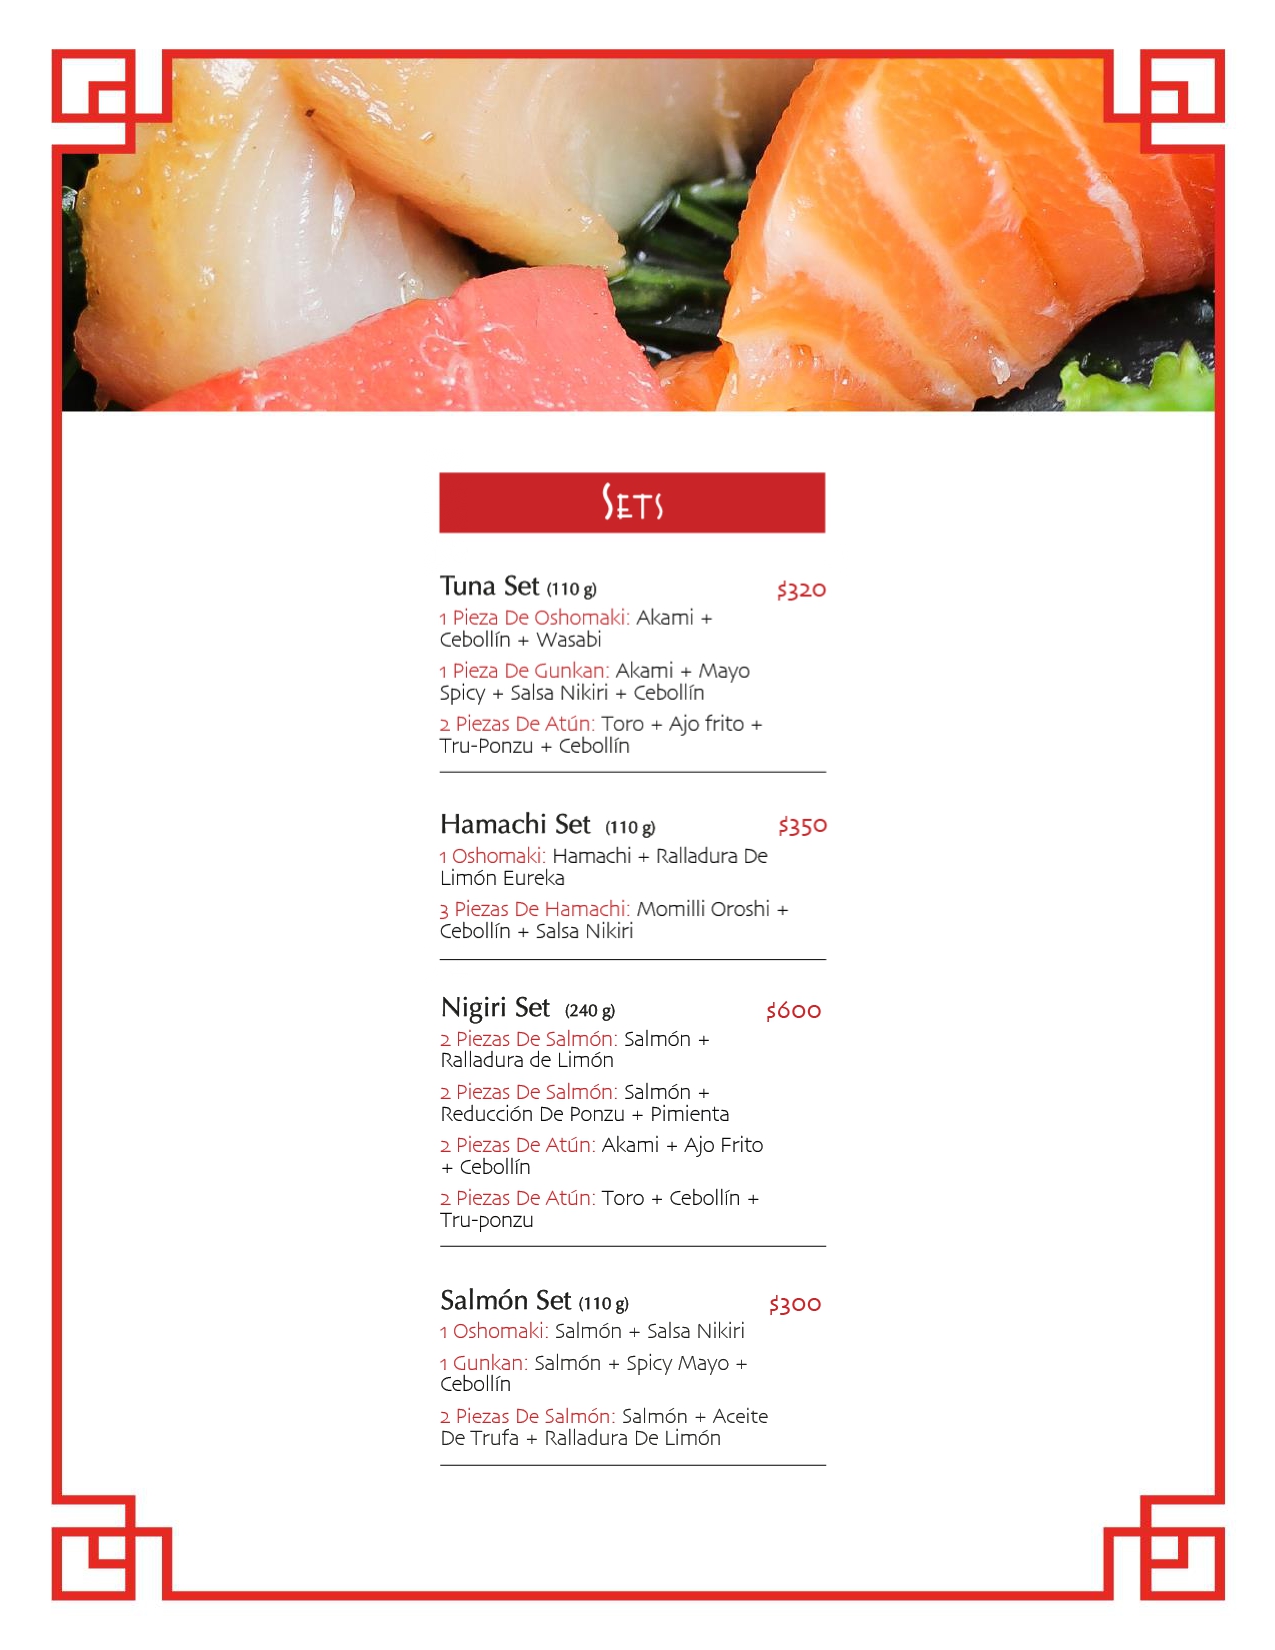 Sets
Tuna Set (110 g) $320
1 Pieza De Oshomaki: Akami +
Cebollín + Wasabi
1 Pieza De Gunkan: Akami + Mayo
Spicy + Salsa Nikiri + Cebollín
2 Piezas De Atún: Toro + Ajo frito +
Tru-Ponzu + Cebollín
Hamachi Set (110 g) $350
1 Oshomaki: Hamachi + Ralladura De
Limón Eureka
3 Piezas De Hamachi: Momilli Oroshi +
Cebollín + Salsa Nikiri
Nigiri Set (240 g) $600
2 Piezas De Salmón: Salmón +
Ralladura de Limón
2 Piezas De Salmón: Salmón +
Reducción De Ponzu + Pimienta
2 Piezas De Atún: Akami + Ajo Frito
+ Cebollín
2 Piezas De Atún: Toro + Cebollín +
Tru-ponzu
Salmón Set (110 g) $300
1 Oshomaki: Salmón + Salsa Nikiri
1 Gunkan: Salmón + Spicy Mayo +
Cebollín
2 Piezas De Salmón: Salmón + Aceite
De Trufa + Ralladura De Limón